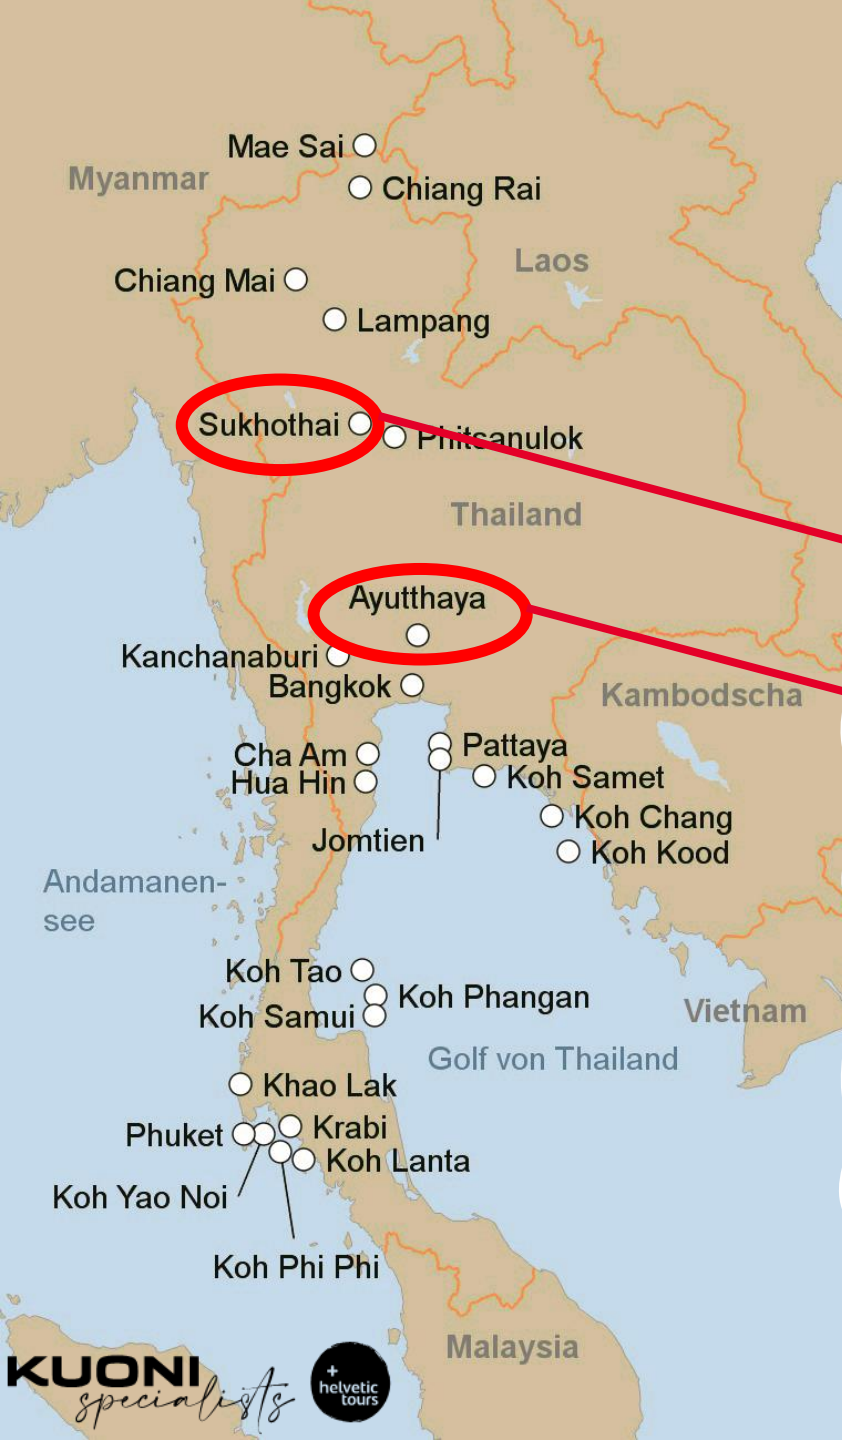 Mae Sai
Myanmar
Chiang Rai
Laos
Chiang Mai
Lampang
Sukhothai
Phitsanulok
Thailand
Ayutthaya
Kanchanaburi
Bangkok
Kambodscha
Cha Am
Pattaya
Hua Hin
Koh Samet
Koh Chang
Jomtien
Koh Kood
Andamanen-
see
Koh Tao
Koh Phangan
Koh Samui
Vietnam
Golf von Thailand
Khao Lak
Phuket
Krabi
Koh Lanta
Koh Yao Noi
Koh Phi Phi
Malaysia
KUONI
specialists
+
helvetic
tours